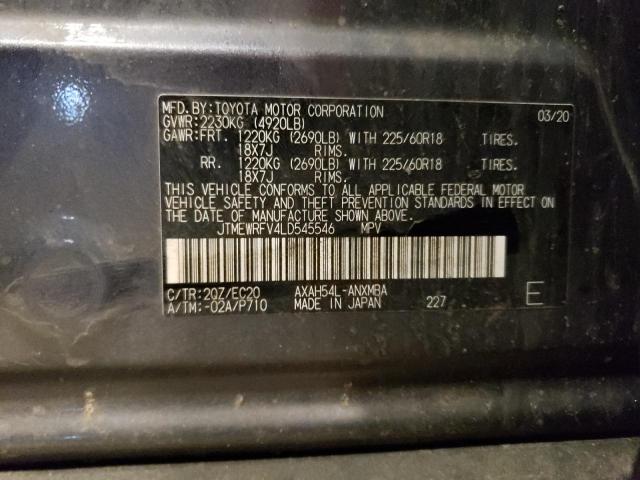 MFD. BY: TOYOTA MOTOR CORPORATION 03/20
GVWR: 2230KG (4920LB)
GAWR: FRT. 1220KG (2690LB) WITH 225/60R18 TIRES.
18X7J RIMS.
RR. 1220KG (2690LB) WITH 225/60R18 TIRES.
18X7J RIMS.
THIS VEHICLE CONFORMS TO ALL APPLICABLE FEDERAL MOTOR
VEHICLE SAFETY AND THEFT PREVENTION STANDARDS IN EFFECT ON
THE DATE OF MANUFACTURE SHOWN ABOVE.
JTMEWRFV4LD545546 MPV
C/TR: 2QZ/EC20 AXAH54L-ANXMBA
A/TM: -02A/P710 MADE IN JAPAN 227 E